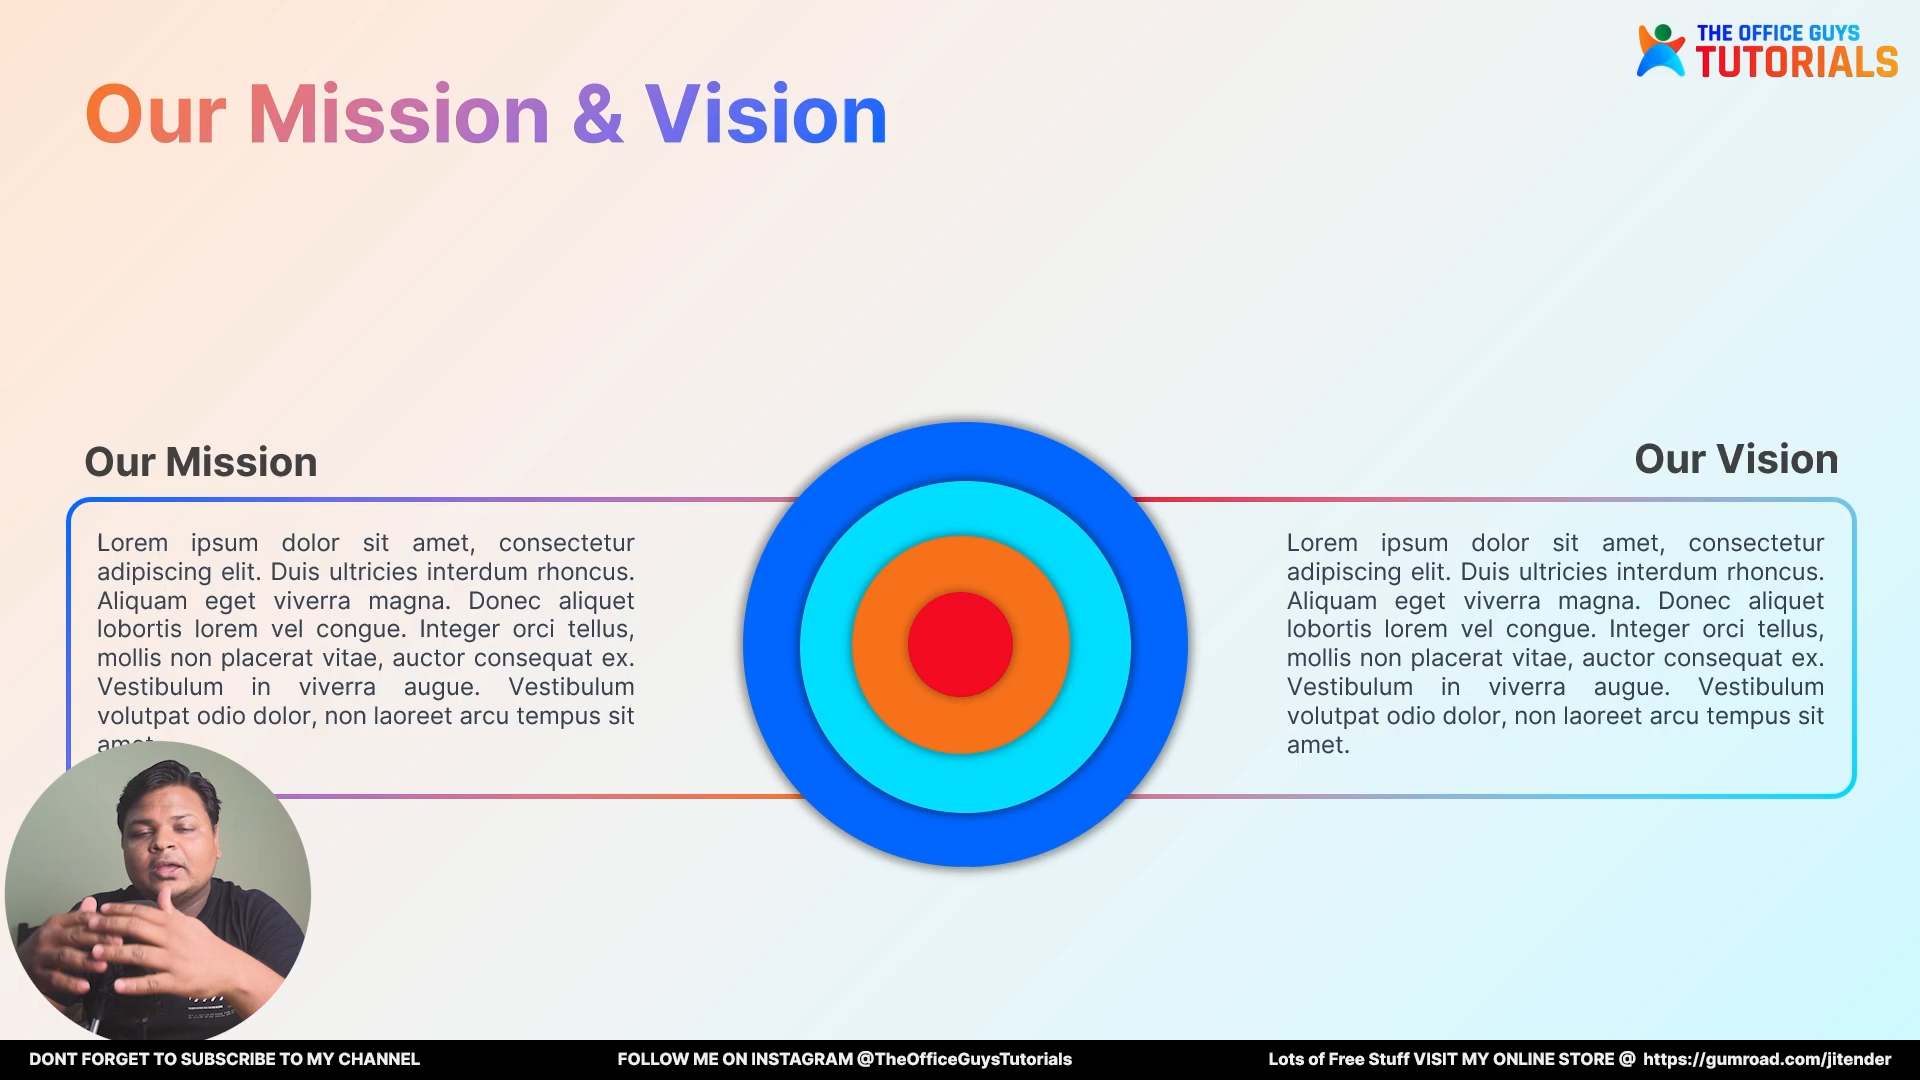 THE OFFICE GUYS
TUTORIALS
Our Mission & Vision
Our Mission
Lorem ipsum dolor sit amet, consectetur
adipiscing elit. Duis ultricies interdum rhoncus.
Aliquam eget viverra magna. Donec aliquet
lobortis lorem vel congue. Integer orci tellus,
mollis non placerat vitae, auctor consequat ex.
Vestibulum in viverra augue. Vestibulum
volutpat odio dolor, non laoreet arcu tempus sit
amet.
Our Vision
Lorem ipsum dolor sit amet, consectetur
adipiscing elit. Duis ultricies interdum rhoncus.
Aliquam eget viverra magna. Donec aliquet
lobortis lorem vel congue. Integer orci tellus,
mollis non placerat vitae, auctor consequat ex.
Vestibulum in viverra augue. Vestibulum
volutpat odio dolor, non laoreet arcu tempus sit
amet.
DONT FORGET TO SUBSCRIBE TO MY CHANNEL
FOLLOW ME ON INSTAGRAM @TheOfficeGuysTutorials
Lots of Free Stuff VISIT MY ONLINE STORE @ https://gumroad.com/jitender